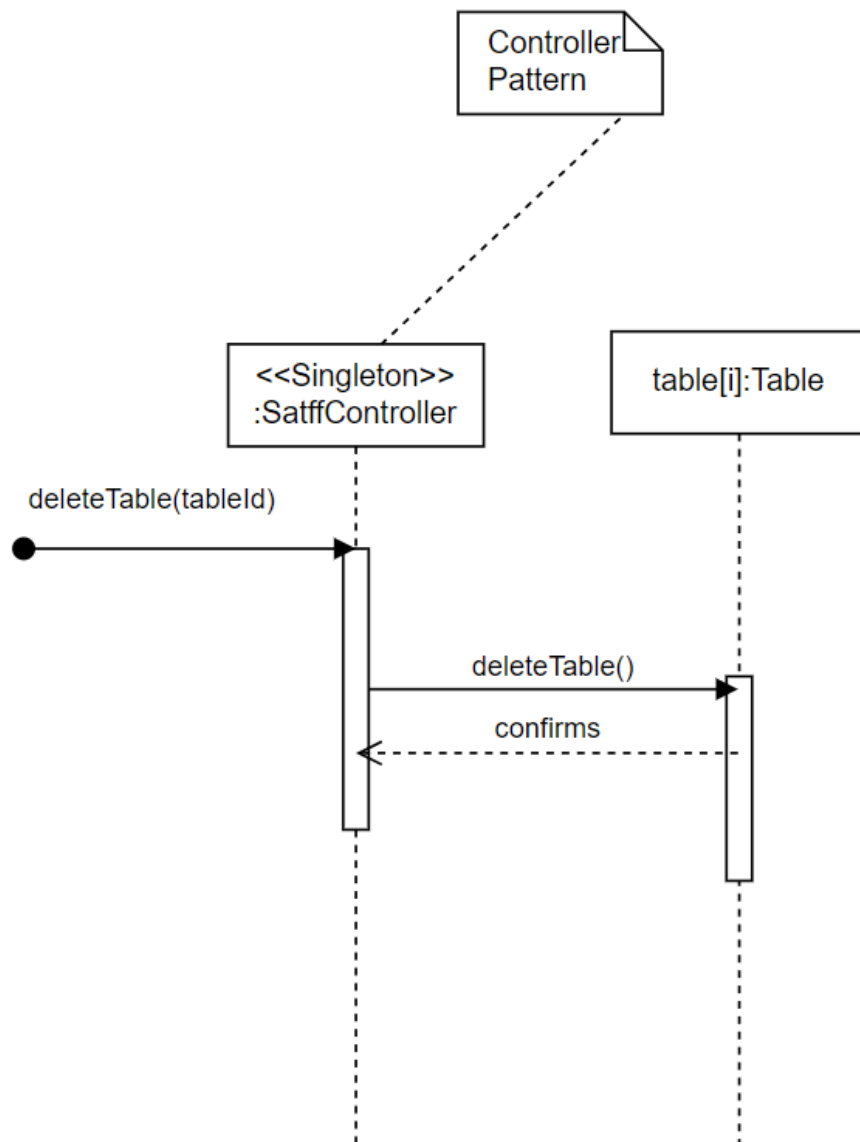 Controller
Pattern
<<Singleton>>
:SatffController
table[i]:Table
deleteTable(tableId)
deleteTable()
confirms